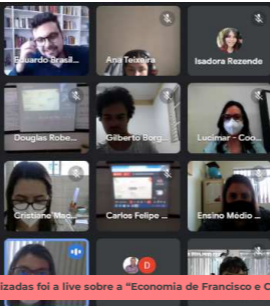 Eduardo Brasil...
Ana Teixeira
Isadora Rezende
Douglas Robe...
Gilberto Borg...
Lucimar - Coo...
Cristiane Mac...
Carlos Felipe ...
Ensino Médio ...
D
izadas foi a live sobre a “Economia de Francisco e C